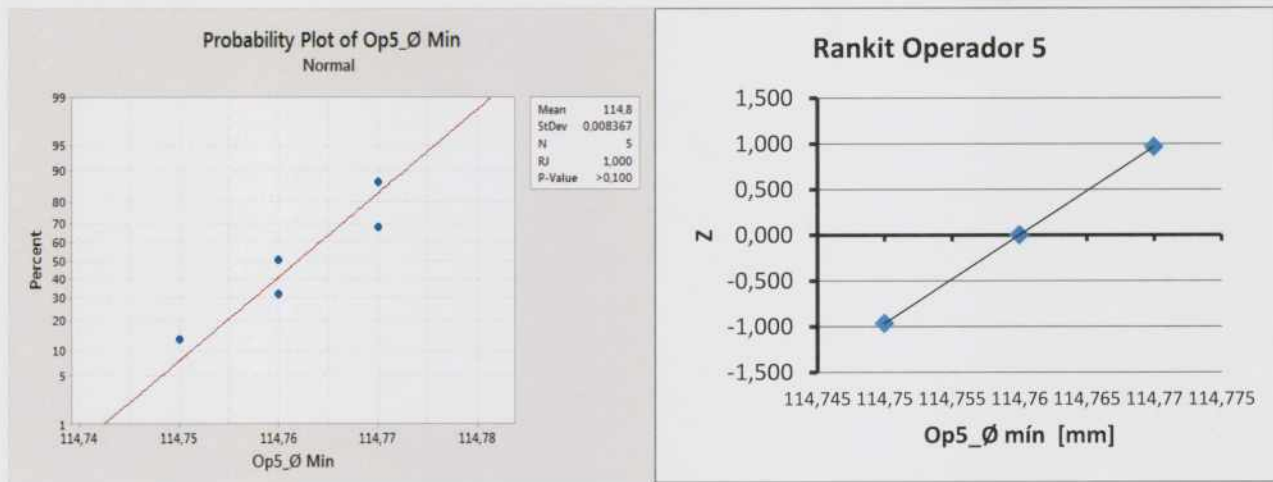 Probability Plot of Op5_Ø Min
Normal
99
95
90
80
70
60
50
40
30
20
10
5
1
Percent
114,74 114,75 114,76 114,77 114,78
Op5_Ø Min
Mean 114.8
StDev 0,008367
N 5
RJ 1,000
P-Value >0,100
Rankit Operador 5
1,500
1,000
0,500
0,000
-0,500
-1,000
-1,500
Z
114,745 114,75 114,755 114,76 114,765 114,77 114,775
Op5_Ø mín [mm]